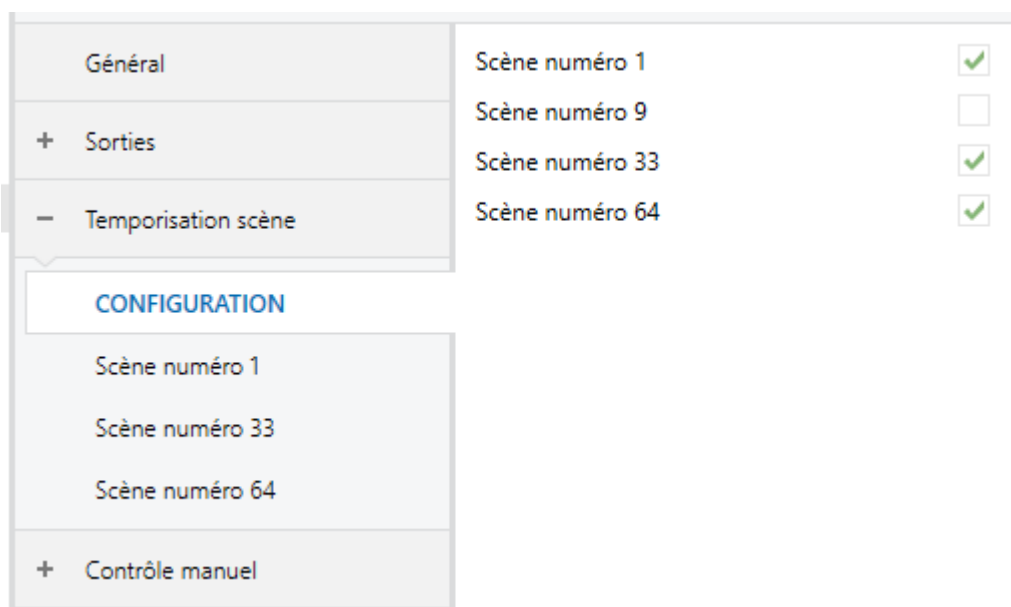 Général
+ Sorties
− Temporisation scène
CONFIGURATION
Scène numéro 1
Scène numéro 33
Scène numéro 64
+ Contrôle manuel
Scène numéro 1
Scène numéro 9
Scène numéro 33
Scène numéro 64